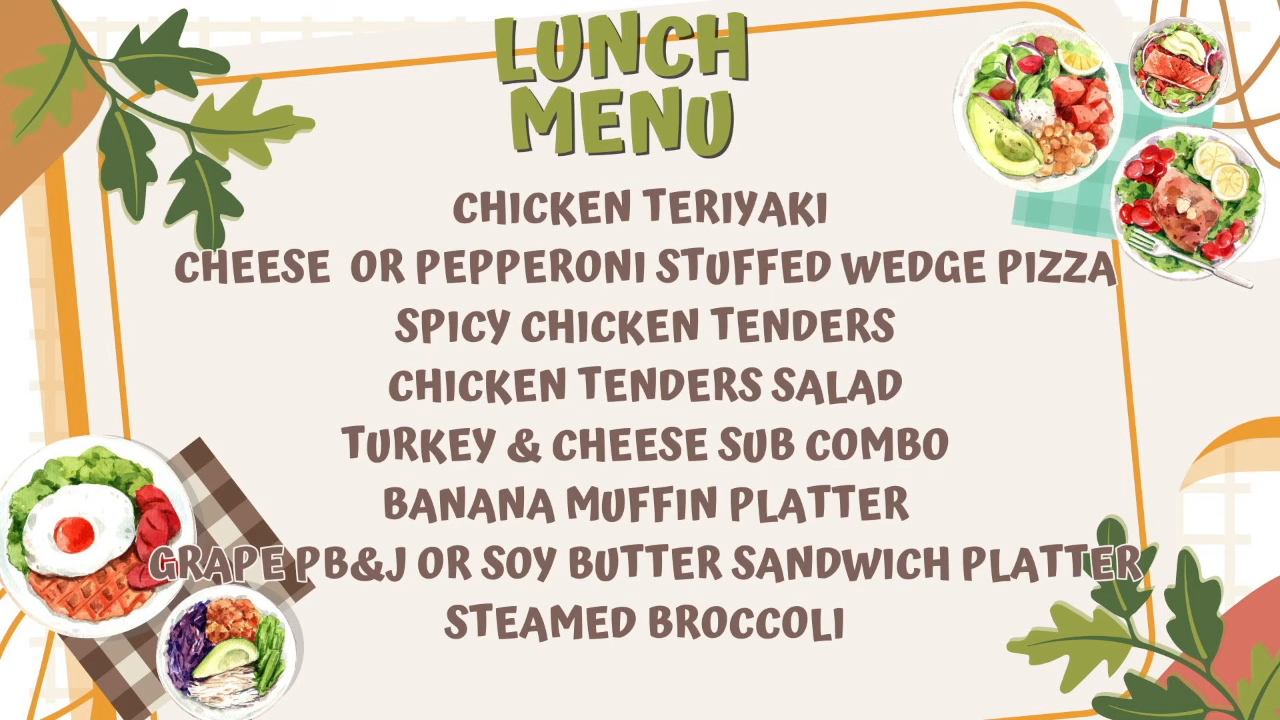 LUNCH
MENU
CHICKEN TERIYAKI
CHEESE OR PEPPERONI STUFFED WEDGE PIZZA
SPICY CHICKEN TENDERS
CHICKEN TENDERS SALAD
TURKEY & CHEESE SUB COMBO
BANANA MUFFIN PLATTER
GRAPE PB&J OR SOY BUTTER SANDWICH PLATTER
STEAMED BROCCOLI